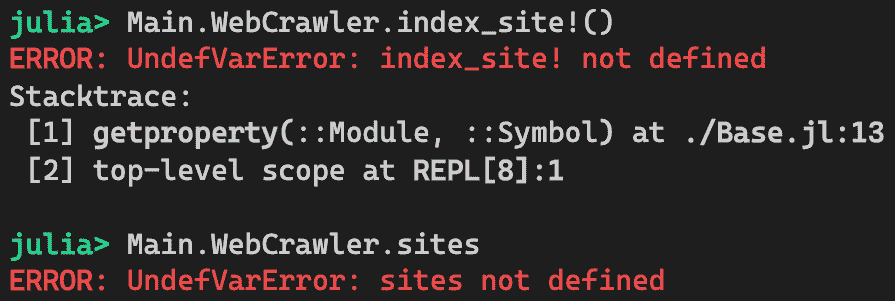 julia> Main.WebCrawler.index_site!()
ERROR: UndefVarError: index_site! not defined
Stacktrace:
 [1] getproperty(::Module, ::Symbol) at ./Base.jl:13
 [2] top-level scope at REPL[8]:1
julia> Main.WebCrawler.sites
ERROR: UndefVarError: sites not defined